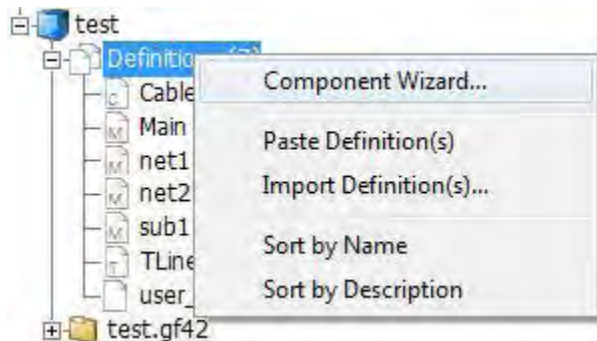 test
Definitio
Component Wizard...
Cable
Main
Paste Definition(s)
net1
Import Definition(s)...
net2
sub1
Sort by Name
TLine
Sort by Description
user_
test.gf42